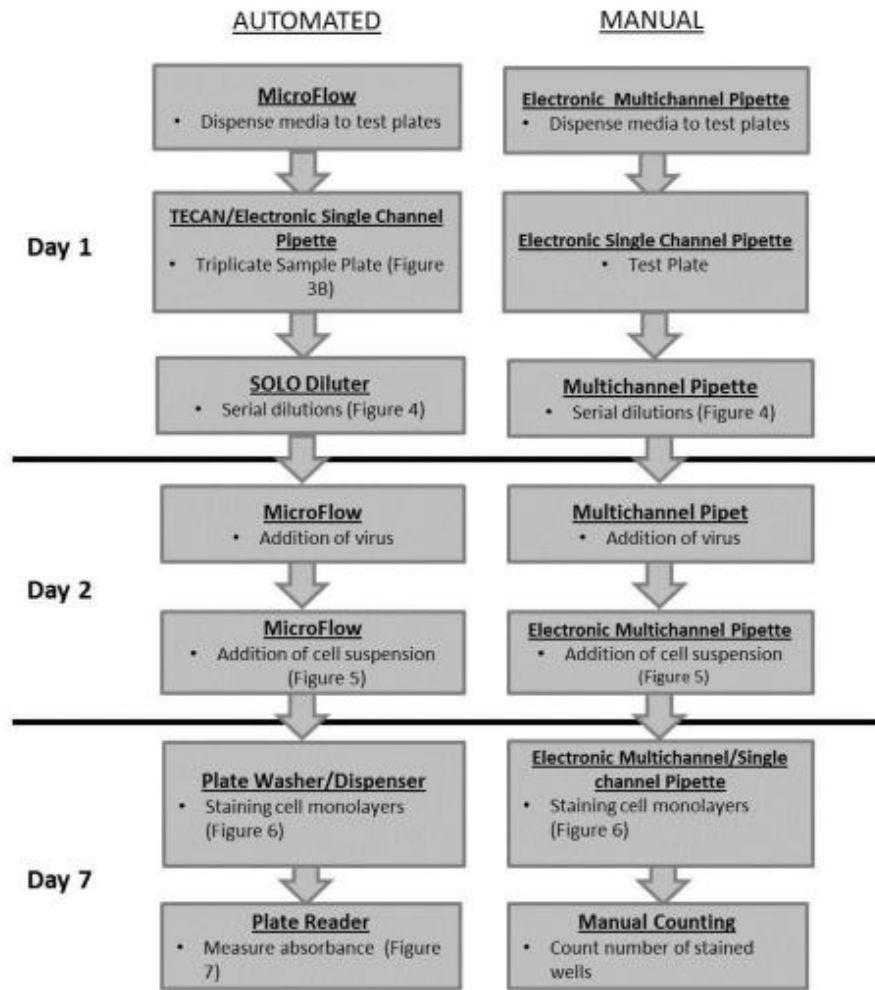 AUTOMATED
MANUAL
MicroFlow
• Dispense media to test plates
Electronic Multichannel Pipette
• Dispense media to test plates
Day 1
TECAN/Electronic Single Channel
Pipette
• Triplicate Sample Plate (Figure
3B)
Electronic Single Channel Pipette
• Test Plate
SOLO Diluter
• Serial dilutions (Figure 4)
Multichannel Pipette
• Serial dilutions (Figure 4)
Day 2
MicroFlow
• Addition of virus
Multichannel Pipet
• Addition of virus
MicroFlow
• Addition of cell suspension
(Figure 5)
Electronic Multichannel Pipette
• Addition of cell suspension
(Figure 5)
Day 7
Plate Washer/Dispenser
• Staining cell monolayers
(Figure 6)
Electronic Multichannel/Single
channel Pipette
• Staining cell monolayers
(Figure 6)
Plate Reader
• Measure absorbance (Figure
7)
Manual Counting
• Count number of stained
wells